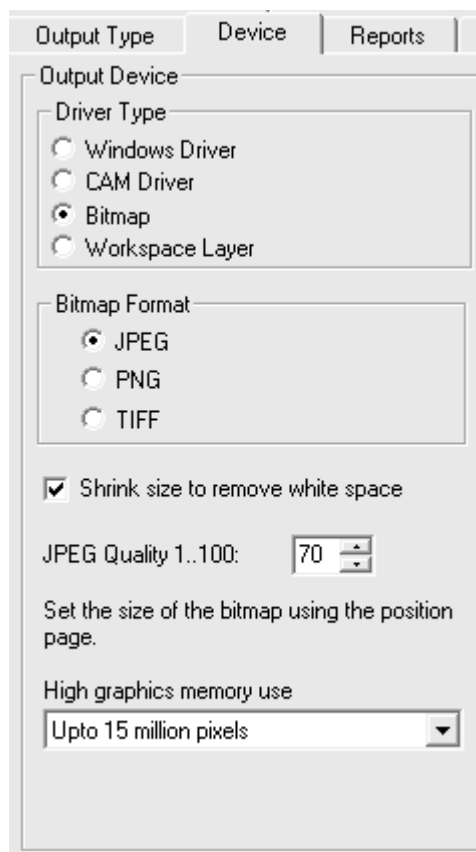 Output Type Device Reports
Output Device
Driver Type
Windows Driver
CAM Driver
Bitmap
Workspace Layer
Bitmap Format
JPEG
PNG
TIFF
Shrink size to remove white space
JPEG Quality 1..100: 70
Set the size of the bitmap using the position
page.
High graphics memory use
Upto 15 million pixels